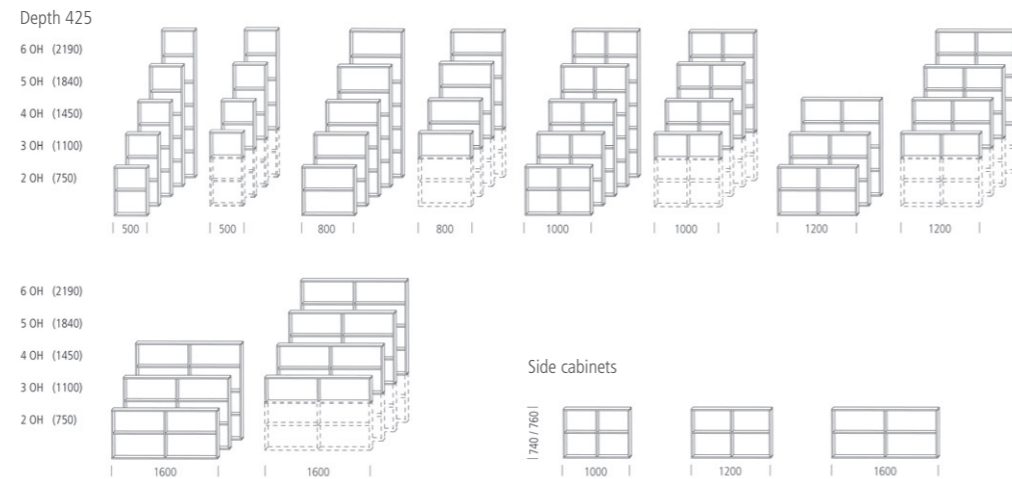 Depth 425
6 OH (2190)
5 OH (1840)
4 OH (1450)
3 OH (1100)
2 OH (750)
500 500 800 800 1000 1000 1200 1200
6 OH (2190)
5 OH (1840)
4 OH (1450)
3 OH (1100)
2 OH (750)
1600 1600
Side cabinets
740 / 760
1000 1200 1600